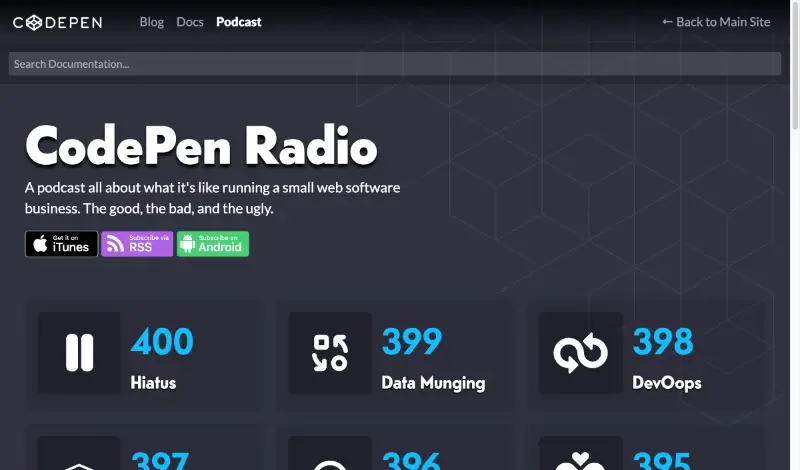 CODEPEN Blog Docs Podcast ← Back to Main Site
Search Documentation...
CodePen Radio
A podcast all about what it's like running a small web software
business. The good, the bad, and the ugly.
Get it on iTunes
Subscribe via RSS
Subscribe on Android
400
Hiatus
399
Data Munging
398
DevOops
397
396
395